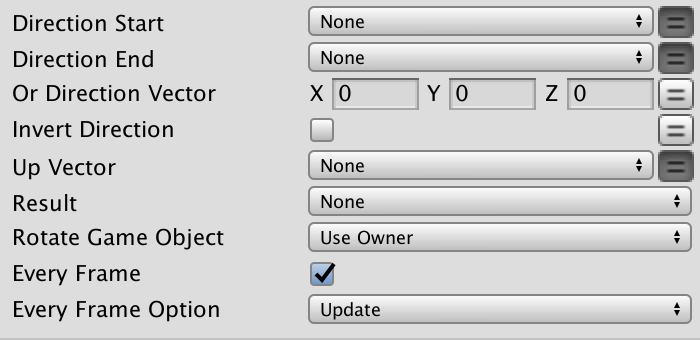 Direction Start None
Direction End None
Or Direction Vector X 0 Y 0 Z 0
Invert Direction
Up Vector None
Result None
Rotate Game Object Use Owner
Every Frame
Every Frame Option Update